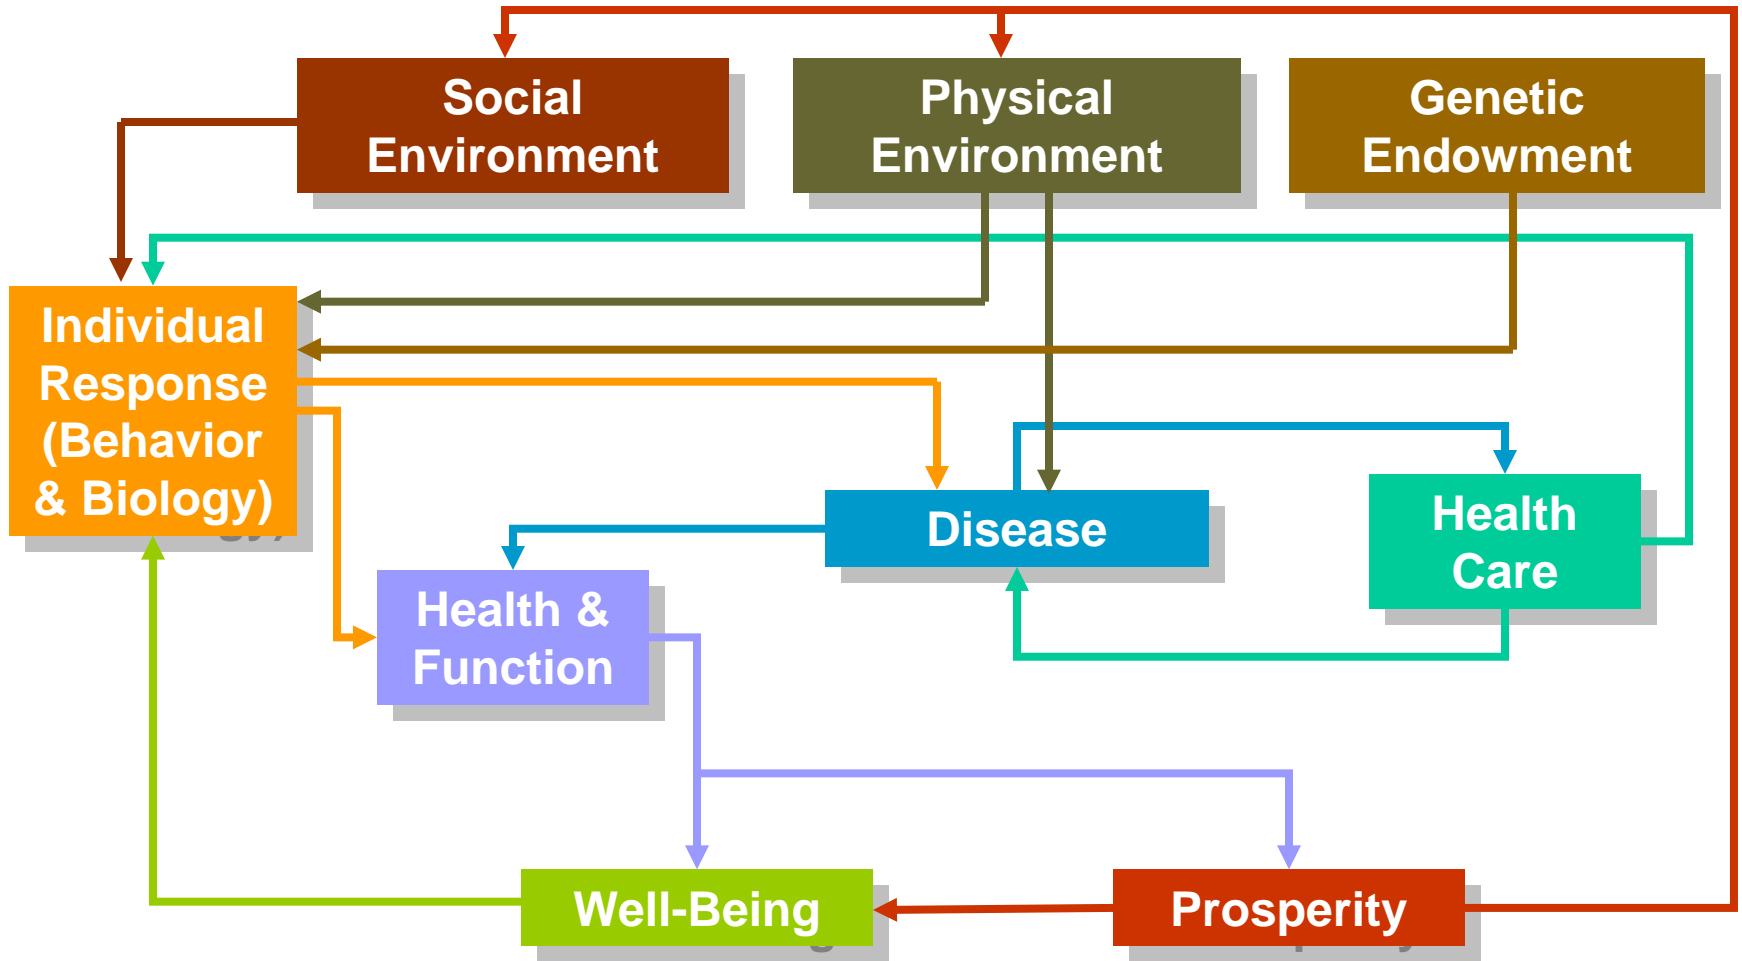 Social
Environment
Physical
Environment
Genetic
Endowment
Individual
Response
(Behavior
& Biology)
Disease
Health
Care
Health &
Function
Well-Being
Prosperity